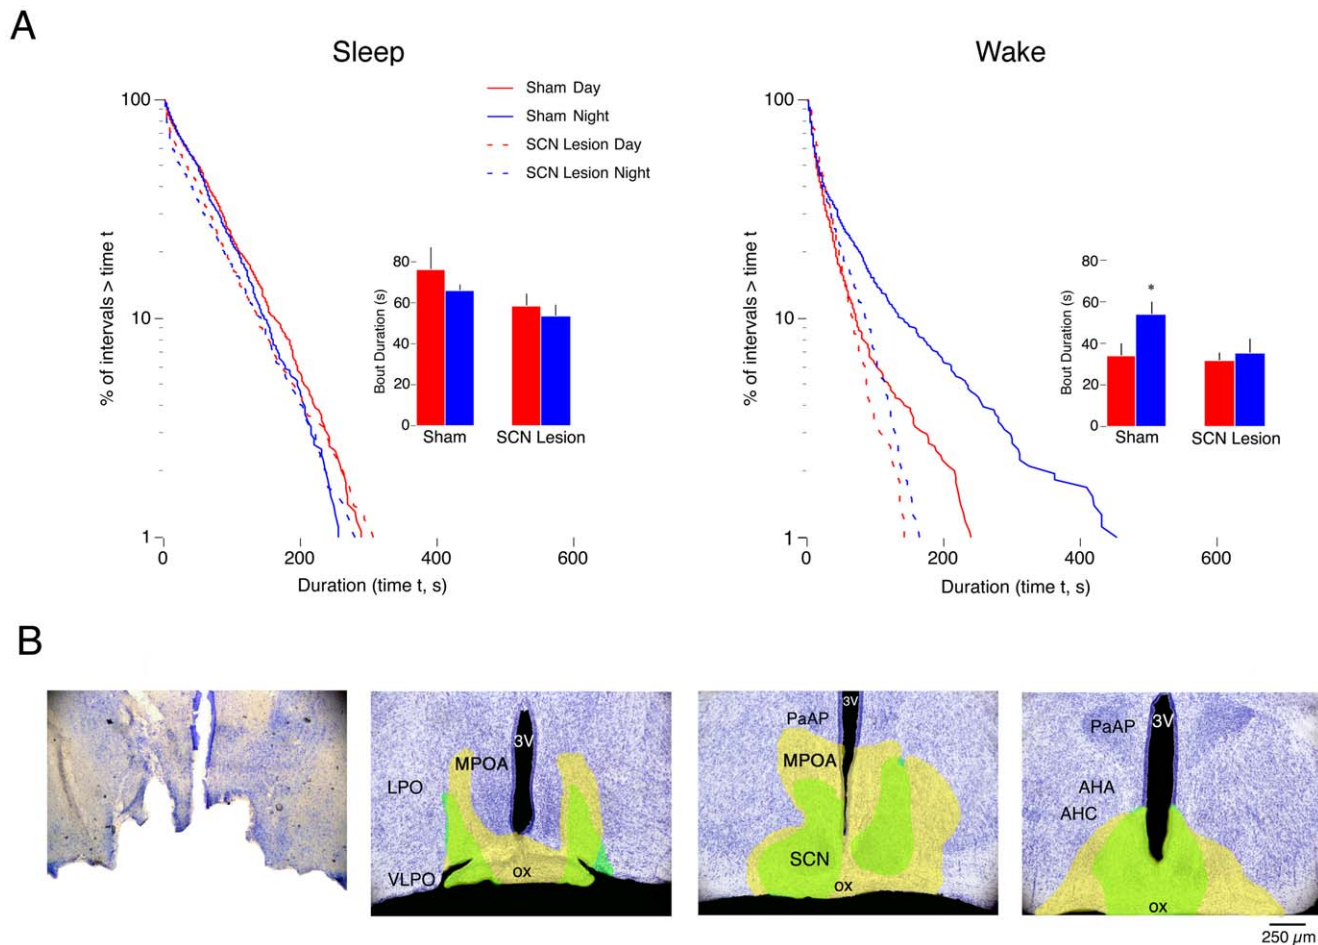 A
Sleep
Wake
Sham Day
Sham Night
SCN Lesion Day
SCN Lesion Night
% of intervals > time t
100
10
1
0
200
400
600
Duration (time t, s)
Bout Duration (s)
80
60
40
20
0
Sham
SCN Lesion
% of intervals > time t
100
10
1
0
200
400
600
Duration (time t, s)
Bout Duration (s)
80
60
40
20
0
*
Sham
SCN Lesion
B
3V
MPOA
LPO
VLPO
ox
3V
PaAP
MPOA
SCN
ox
3V
PaAP
AHA
AHC
ox
250 µm